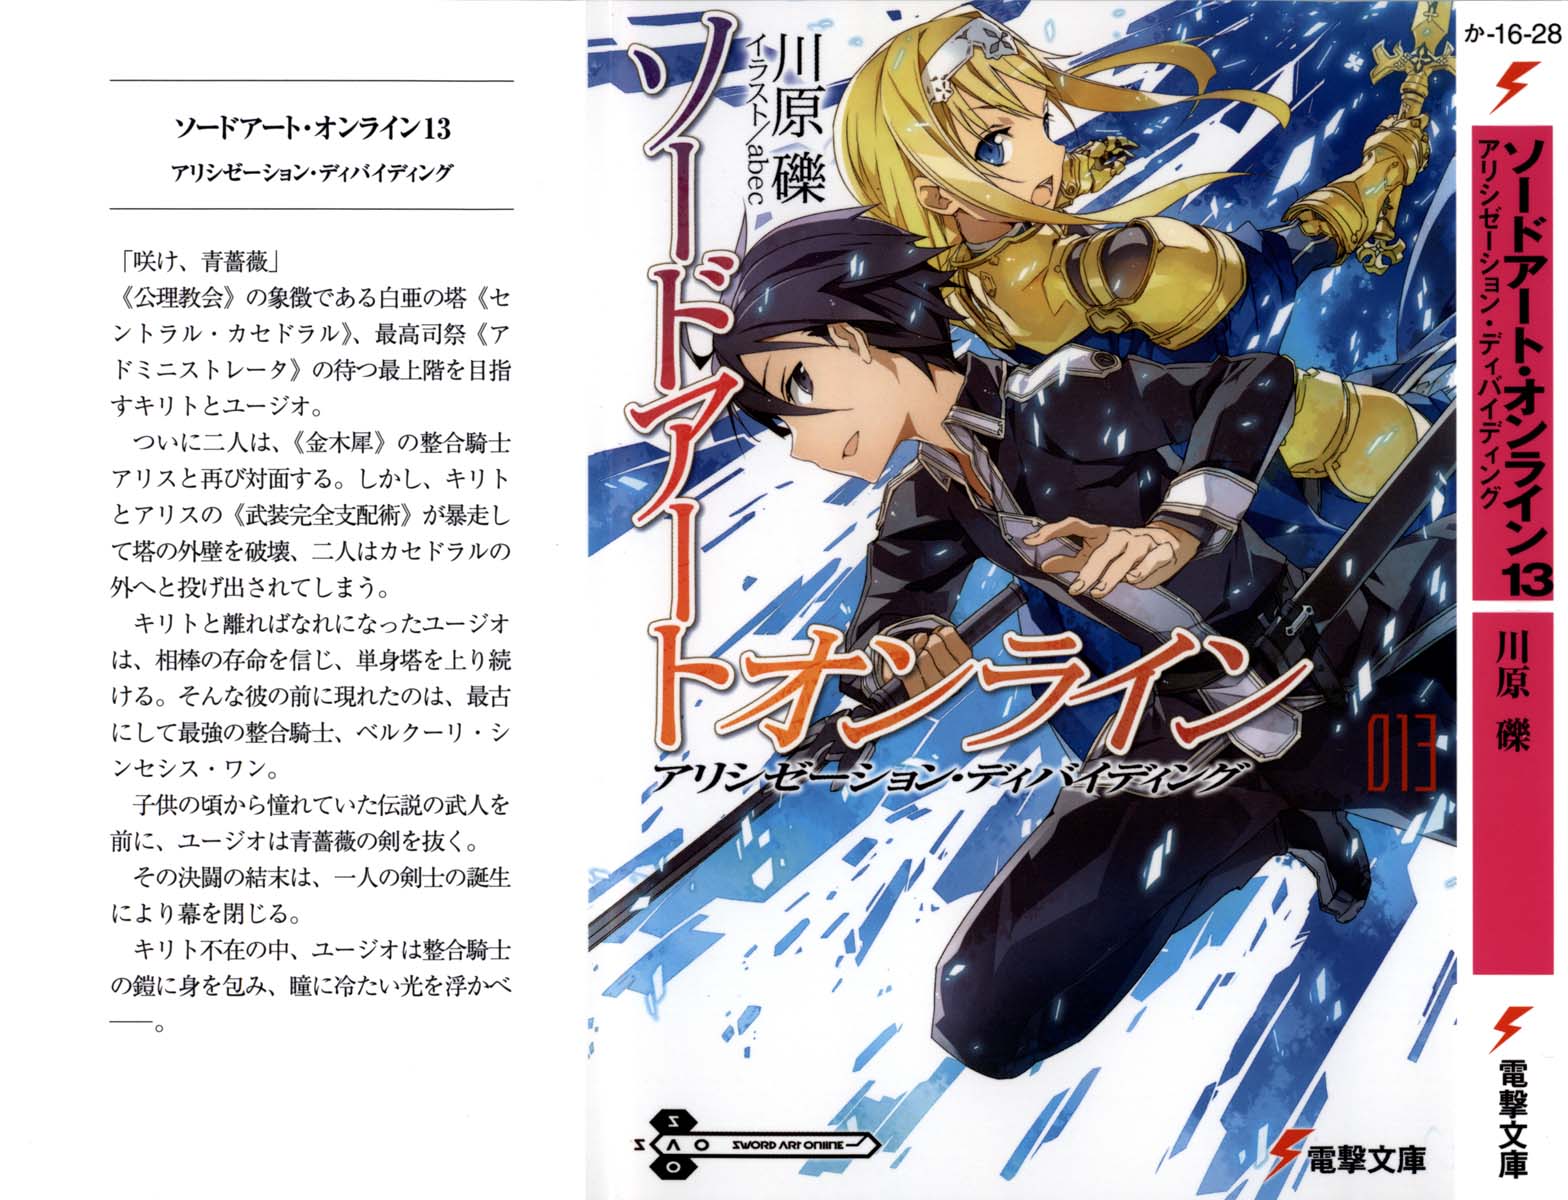 ソードアート・オンライン13
アリシゼーション・ディバイディング
「咲け、青薔薇」
《公理教会》の象徴である白亜の塔《セ
ントラル・カセドラル》、最高司祭《ア
ドミニストレータ》の待つ最上階を目指
すキリトとユージオ。
　ついに二人は、《金木犀》の整合騎士
アリスと再び対面する。しかし、キリト
とアリスの《武装完全支配術》が暴走し
て塔の外壁を破壊、二人はカセドラルの
外へと投げ出されてしまう。
　キリトと離ればなれになったユージオ
は、相棒の存命を信じ、単身塔を上り続
ける。そんな彼の前に現れたのは、最古
にして最強の整合騎士、ベルクーリ・シ
ンセシス・ワン。
　子供の頃から憧れていた伝説の武人を
前に、ユージオは青薔薇の剣を抜く。
　その決闘の結末は、一人の剣士の誕生
により幕を閉じる。
　キリト不在の中、ユージオは整合騎士
の鎧に身を包み、瞳に冷たい光を浮かべ
――。
川原 礫
イラスト/abec
ソードアート
オンライン
アリシゼーション・ディバイディング
013
SAO
SAO
SWORD ART ONLINE
電撃文庫
か-16-28
ソードアート・オンライン13
アリシゼーション・ディバイディング
川原 礫
電撃文庫